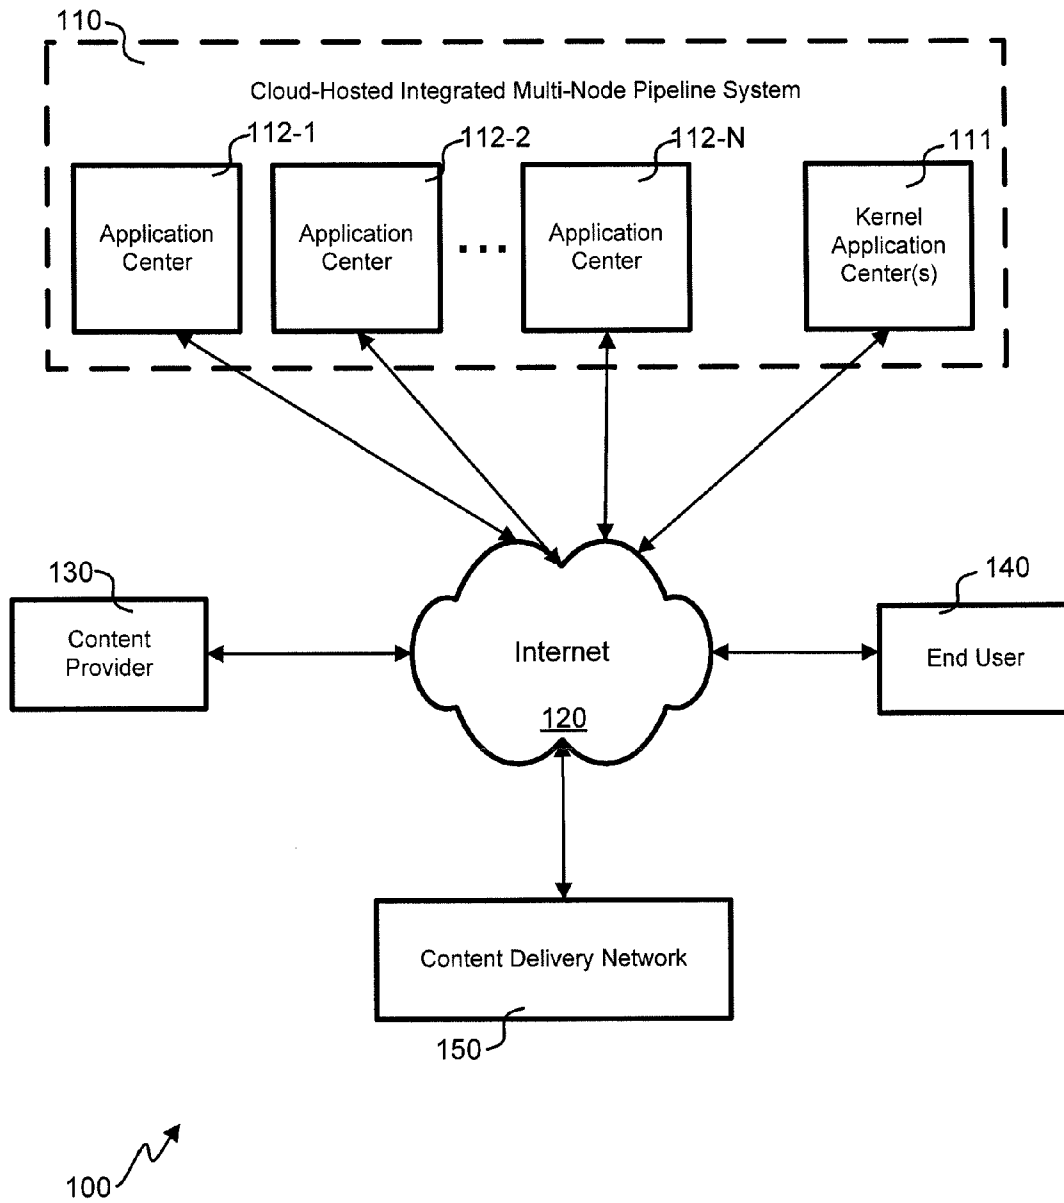 110
Cloud-Hosted Integrated Multi-Node Pipeline System
112-1
112-2
112-N
111
Application
Center
Application
Center
...
Application
Center
Kernel
Application
Center(s)
130
Content
Provider
Internet
120
140
End User
Content Delivery Network
150
100